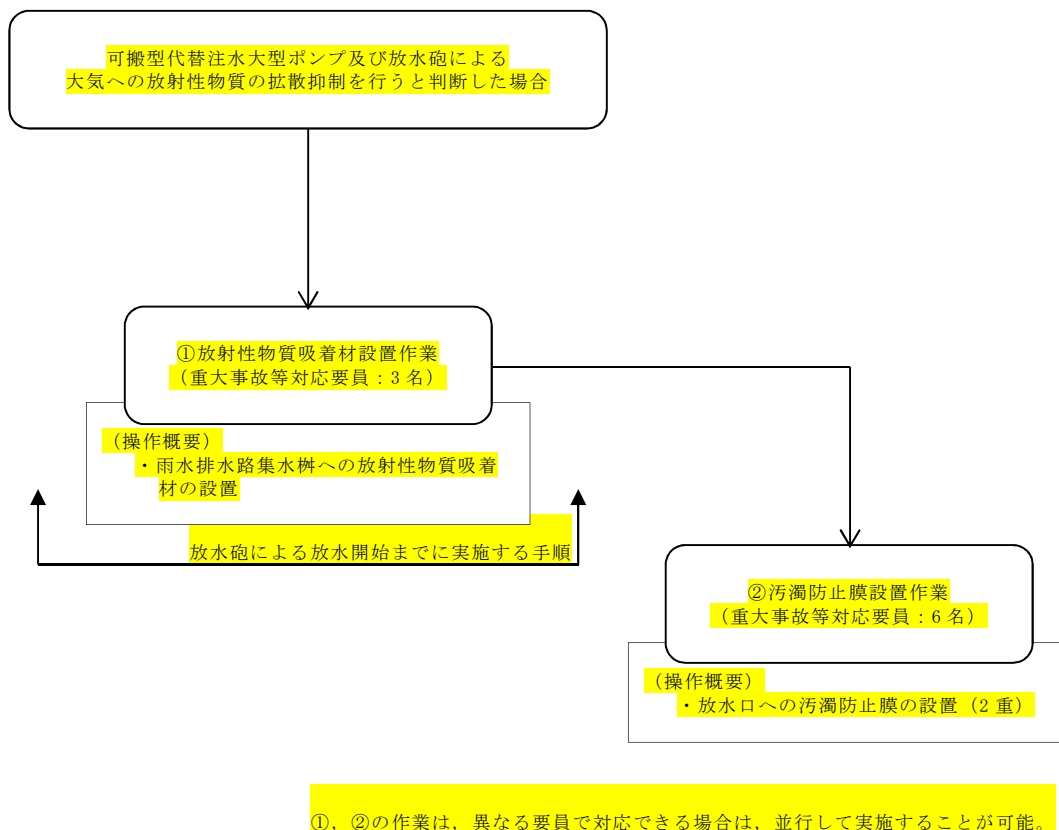 可搬型代替注水大型ポンプ及び放水砲による
大気への放射性物質の拡散抑制を行うと判断した場合
①放射性物質吸着材設置作業
（重大事故等対応要員：3 名）
（操作概要）
・雨水排水路集水桝への放射性物質吸着
材の設置
放水砲による放水開始までに実施する手順
②汚濁防止膜設置作業
（重大事故等対応要員：6 名）
（操作概要）
・放水口への汚濁防止膜の設置（2 重）
①，②の作業は，異なる要員で対応できる場合は，並行して実施することが可能。